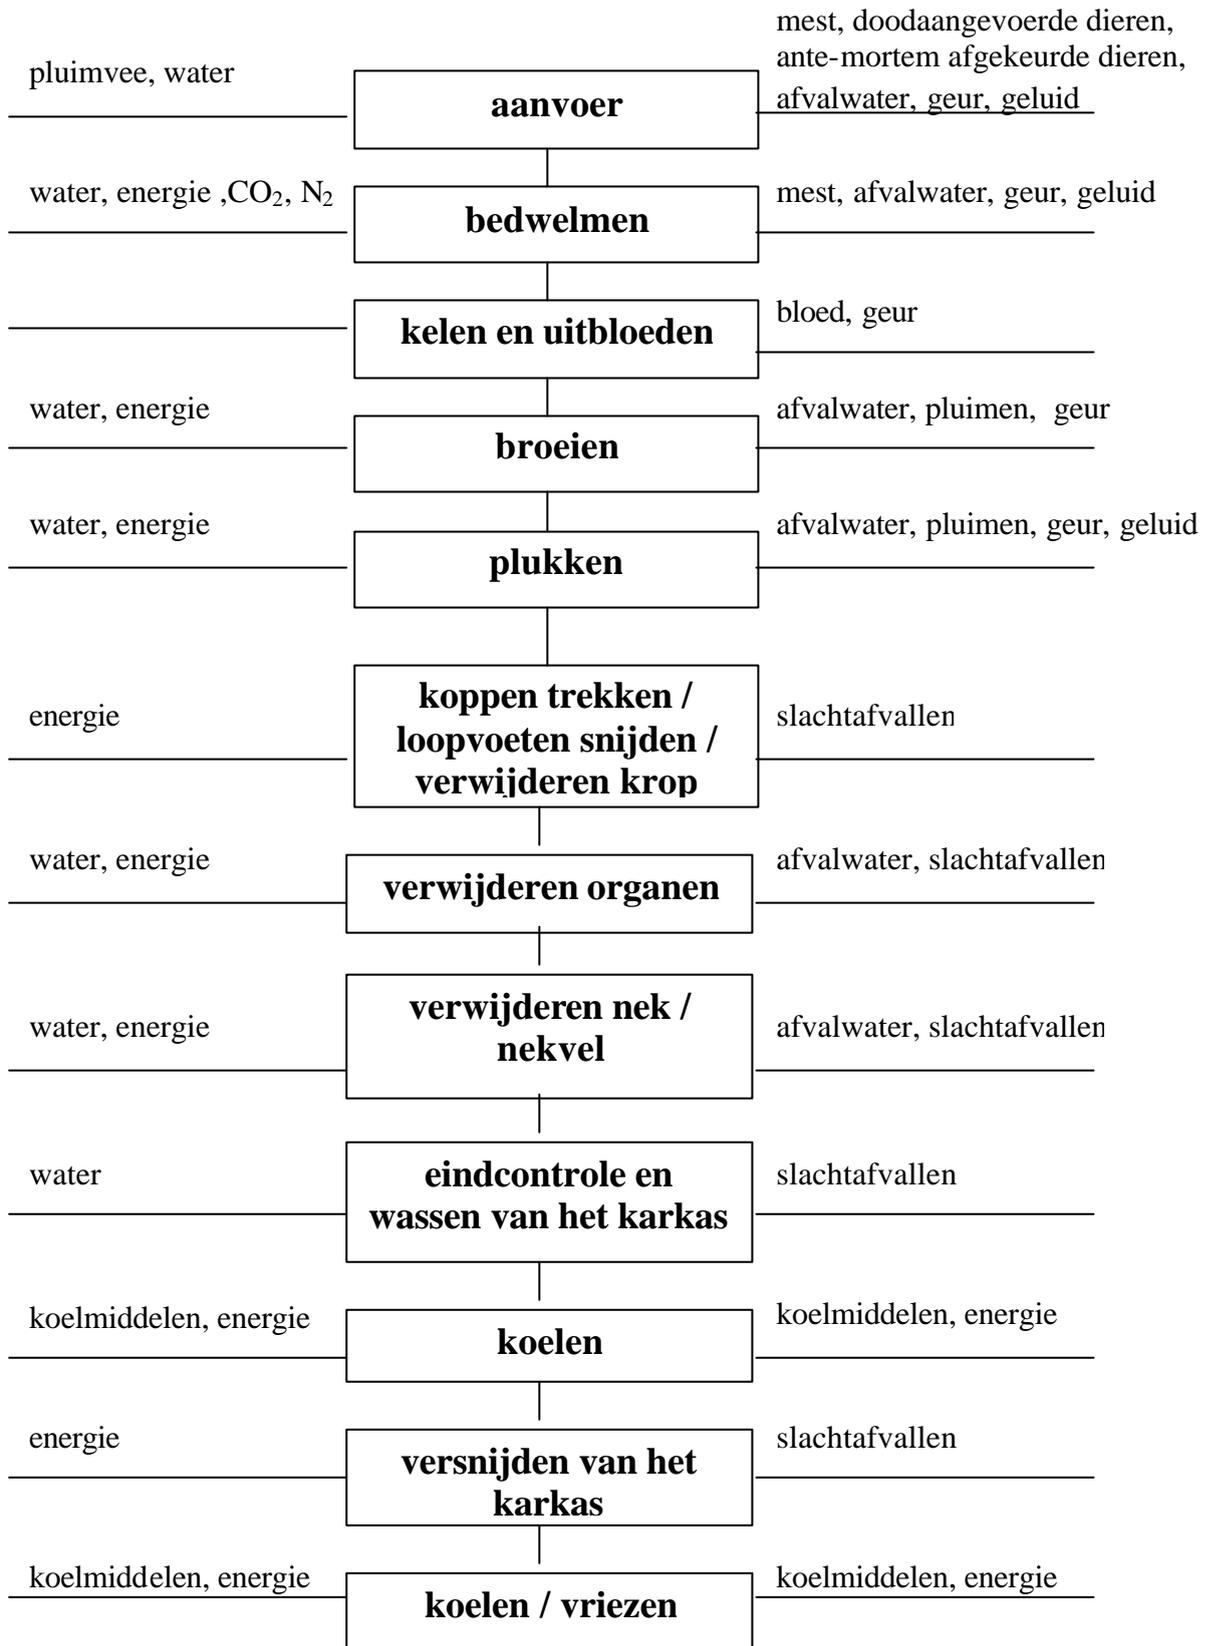 mest, doodaangevoerde dieren,
ante-mortem afgekeurde dieren,
pluimvee, water
aanvoer
afvalwater, geur, geluid
water, energie ,CO₂, N₂
bedwelmen
mest, afvalwater, geur, geluid
kelen en uitbloeden
bloed, geur
water, energie
broeien
afvalwater, pluimen, geur
water, energie
plukken
afvalwater, pluimen, geur, geluid
energie
koppen trekken /
loopvoeten snijden /
verwijderen krop
slachtafvallen
water, energie
verwijderen organen
afvalwater, slachtafvallen
water, energie
verwijderen nek /
nekvel
afvalwater, slachtafvallen
water
eindcontrole en
wassen van het karkas
slachtafvallen
koelmiddelen, energie
koelen
koelmiddelen, energie
energie
versnijden van het
karkas
slachtafvallen
koelmiddelen, energie
koelen / vriezen
koelmiddelen, energie